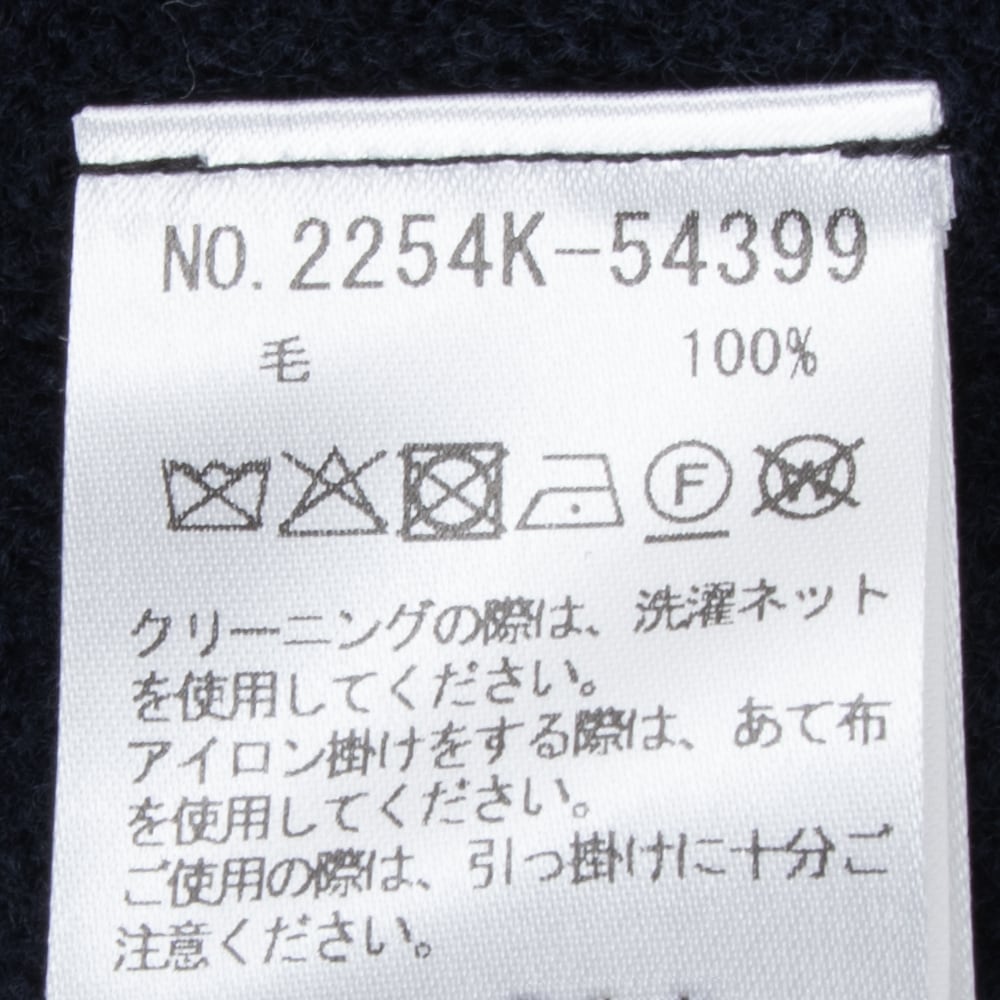 NO.2254K-54399
毛 100%
F W
クリーニングの際は、洗濯ネット
を使用してください。
アイロン掛けをする際は、あて布
を使用してください。
ご使用の際は、引っ掛けに十分ご
注意ください。